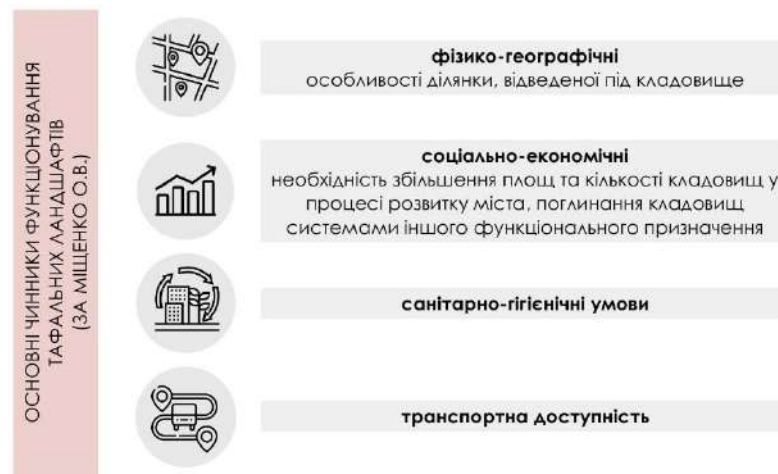 ОСНОВНІ ЧИННИКИ ФУНКЦІОНУВАННЯ
ТАФАЛЬНИХ ЛАНДШАФТІВ
(ЗА МІЩЕНКО О.В.)
фізико-географічні
особливості ділянки, відведеної під кладовище
соціально-економічні
необхідність збільшення площ та кількості кладовищ у
процесі розвитку міста, поглинання кладовищ
системами іншого функціонального призначення
санітарно-гігієнічні умови
транспортна доступність